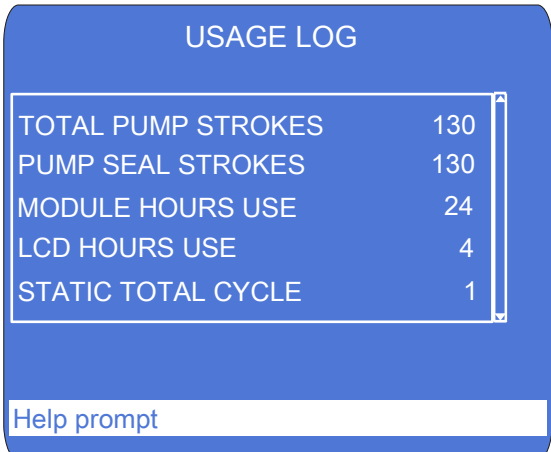 USAGE LOG
TOTAL PUMP STROKES 130
PUMP SEAL STROKES 130
MODULE HOURS USE 24
LCD HOURS USE 4
STATIC TOTAL CYCLE 1
Help prompt